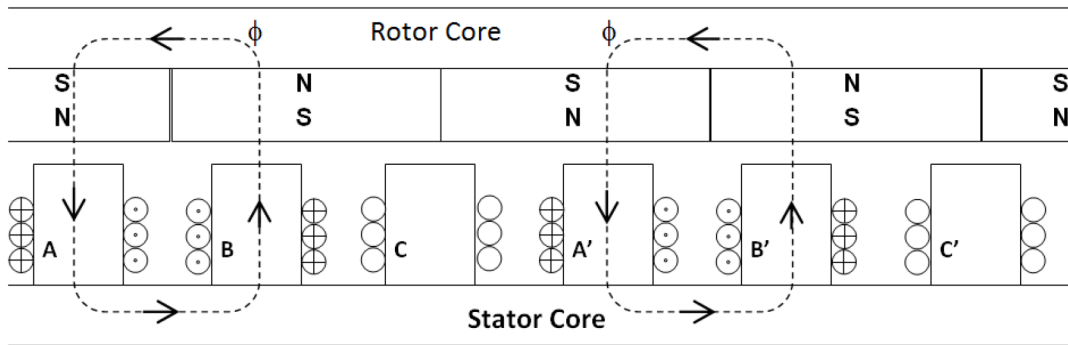 ϕ Rotor Core ϕ
S N S N S
N S N S N
A B C A’ B’ C’
Stator Core